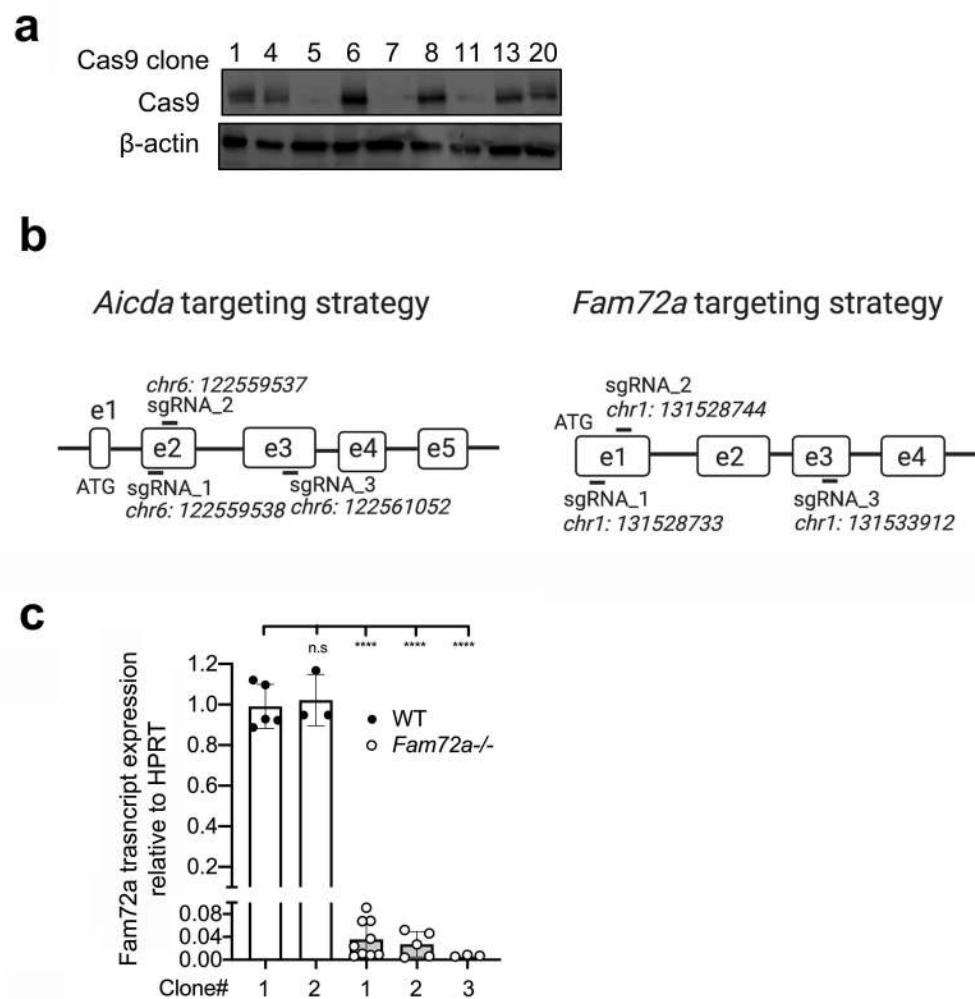 a
Cas9 clone 1 4 5 6 7 8 11 13 20
Cas9
β-actin
b
Aicda targeting strategy
chr6: 122559537
sgRNA_2
e1
e2 e3 e4 e5
ATG
sgRNA_1
chr6: 122559538
sgRNA_3
chr6: 122561052
Fam72a targeting strategy
sgRNA_2
chr1: 131528744
ATG
e1 e2 e3 e4
sgRNA_1
chr1: 131528733
sgRNA_3
chr1: 131533912
c
n.s **** **** ****
Fam72a trasncript expression
relative to HPRT
1.2
1.0
0.8
0.6
0.4
0.2
0.08
0.04
0.00
WT
Fam72a-/-
Clone# 1 2 1 2 3